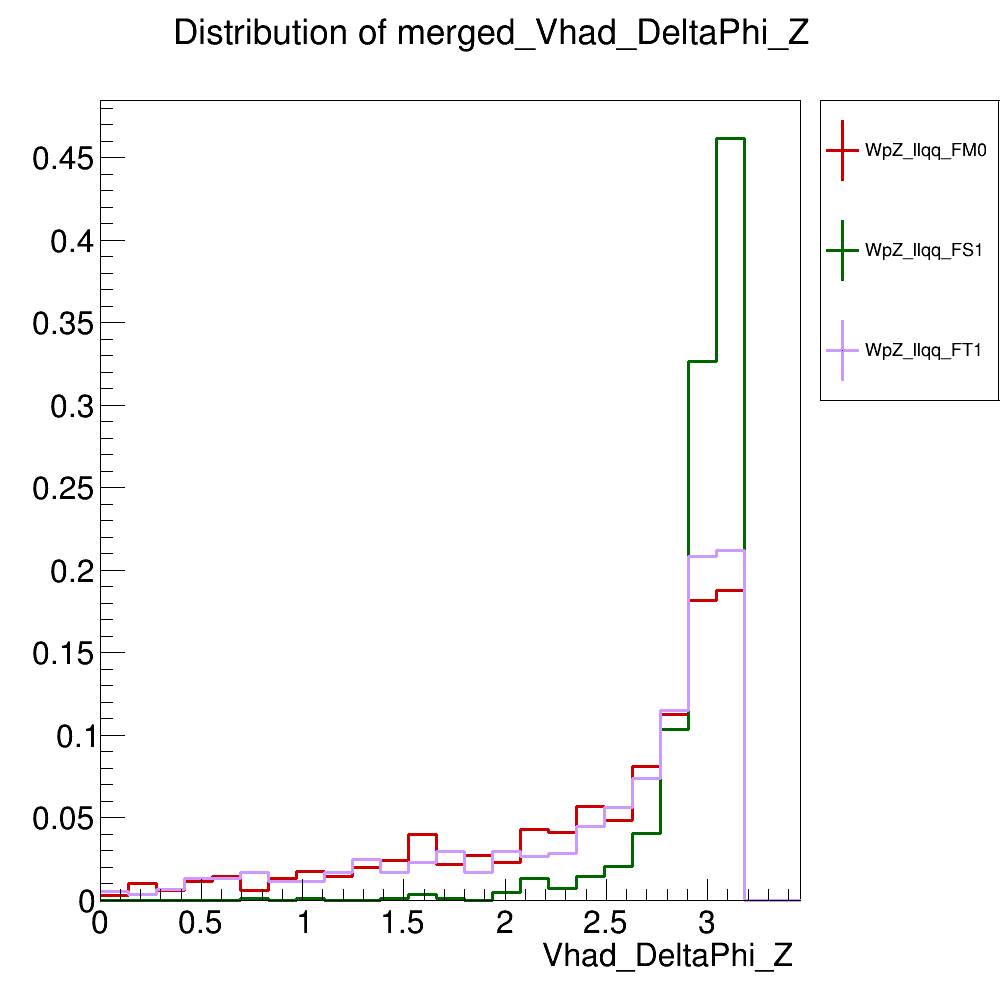 Distribution of merged_Vhad_DeltaPhi_Z
0.45
0.4
0.35
0.3
0.25
0.2
0.15
0.1
0.05
0
0 0.5 1 1.5 2 2.5 3
Vhad_DeltaPhi_Z
WpZ_llqq_FM0
WpZ_llqq_FS1
WpZ_llqq_FT1